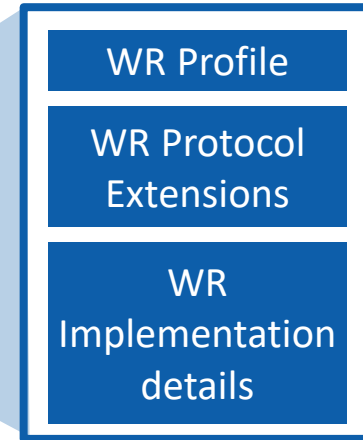 WR Profile
WR Protocol
Extensions
WR
Implementation
details